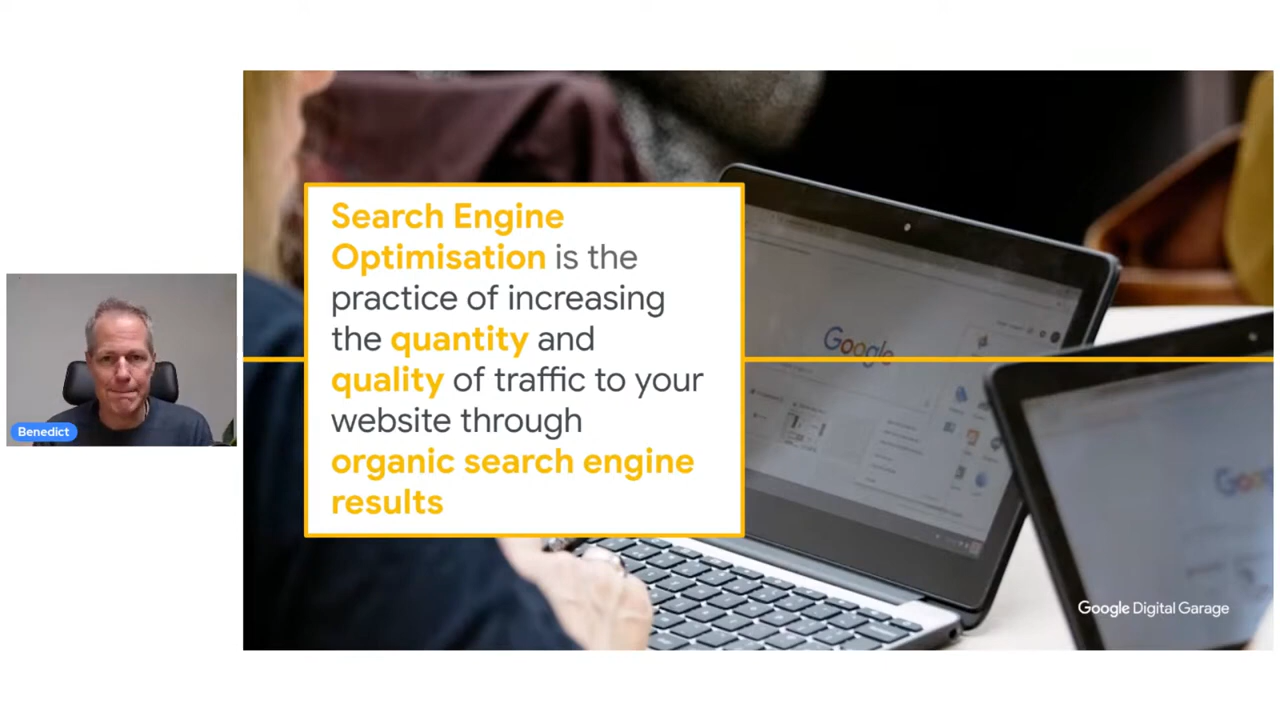 Search Engine
Optimisation is the
practice of increasing
the quantity and
quality of traffic to your
website through
organic search engine
results
Google
Google Digital Garage
Benedict